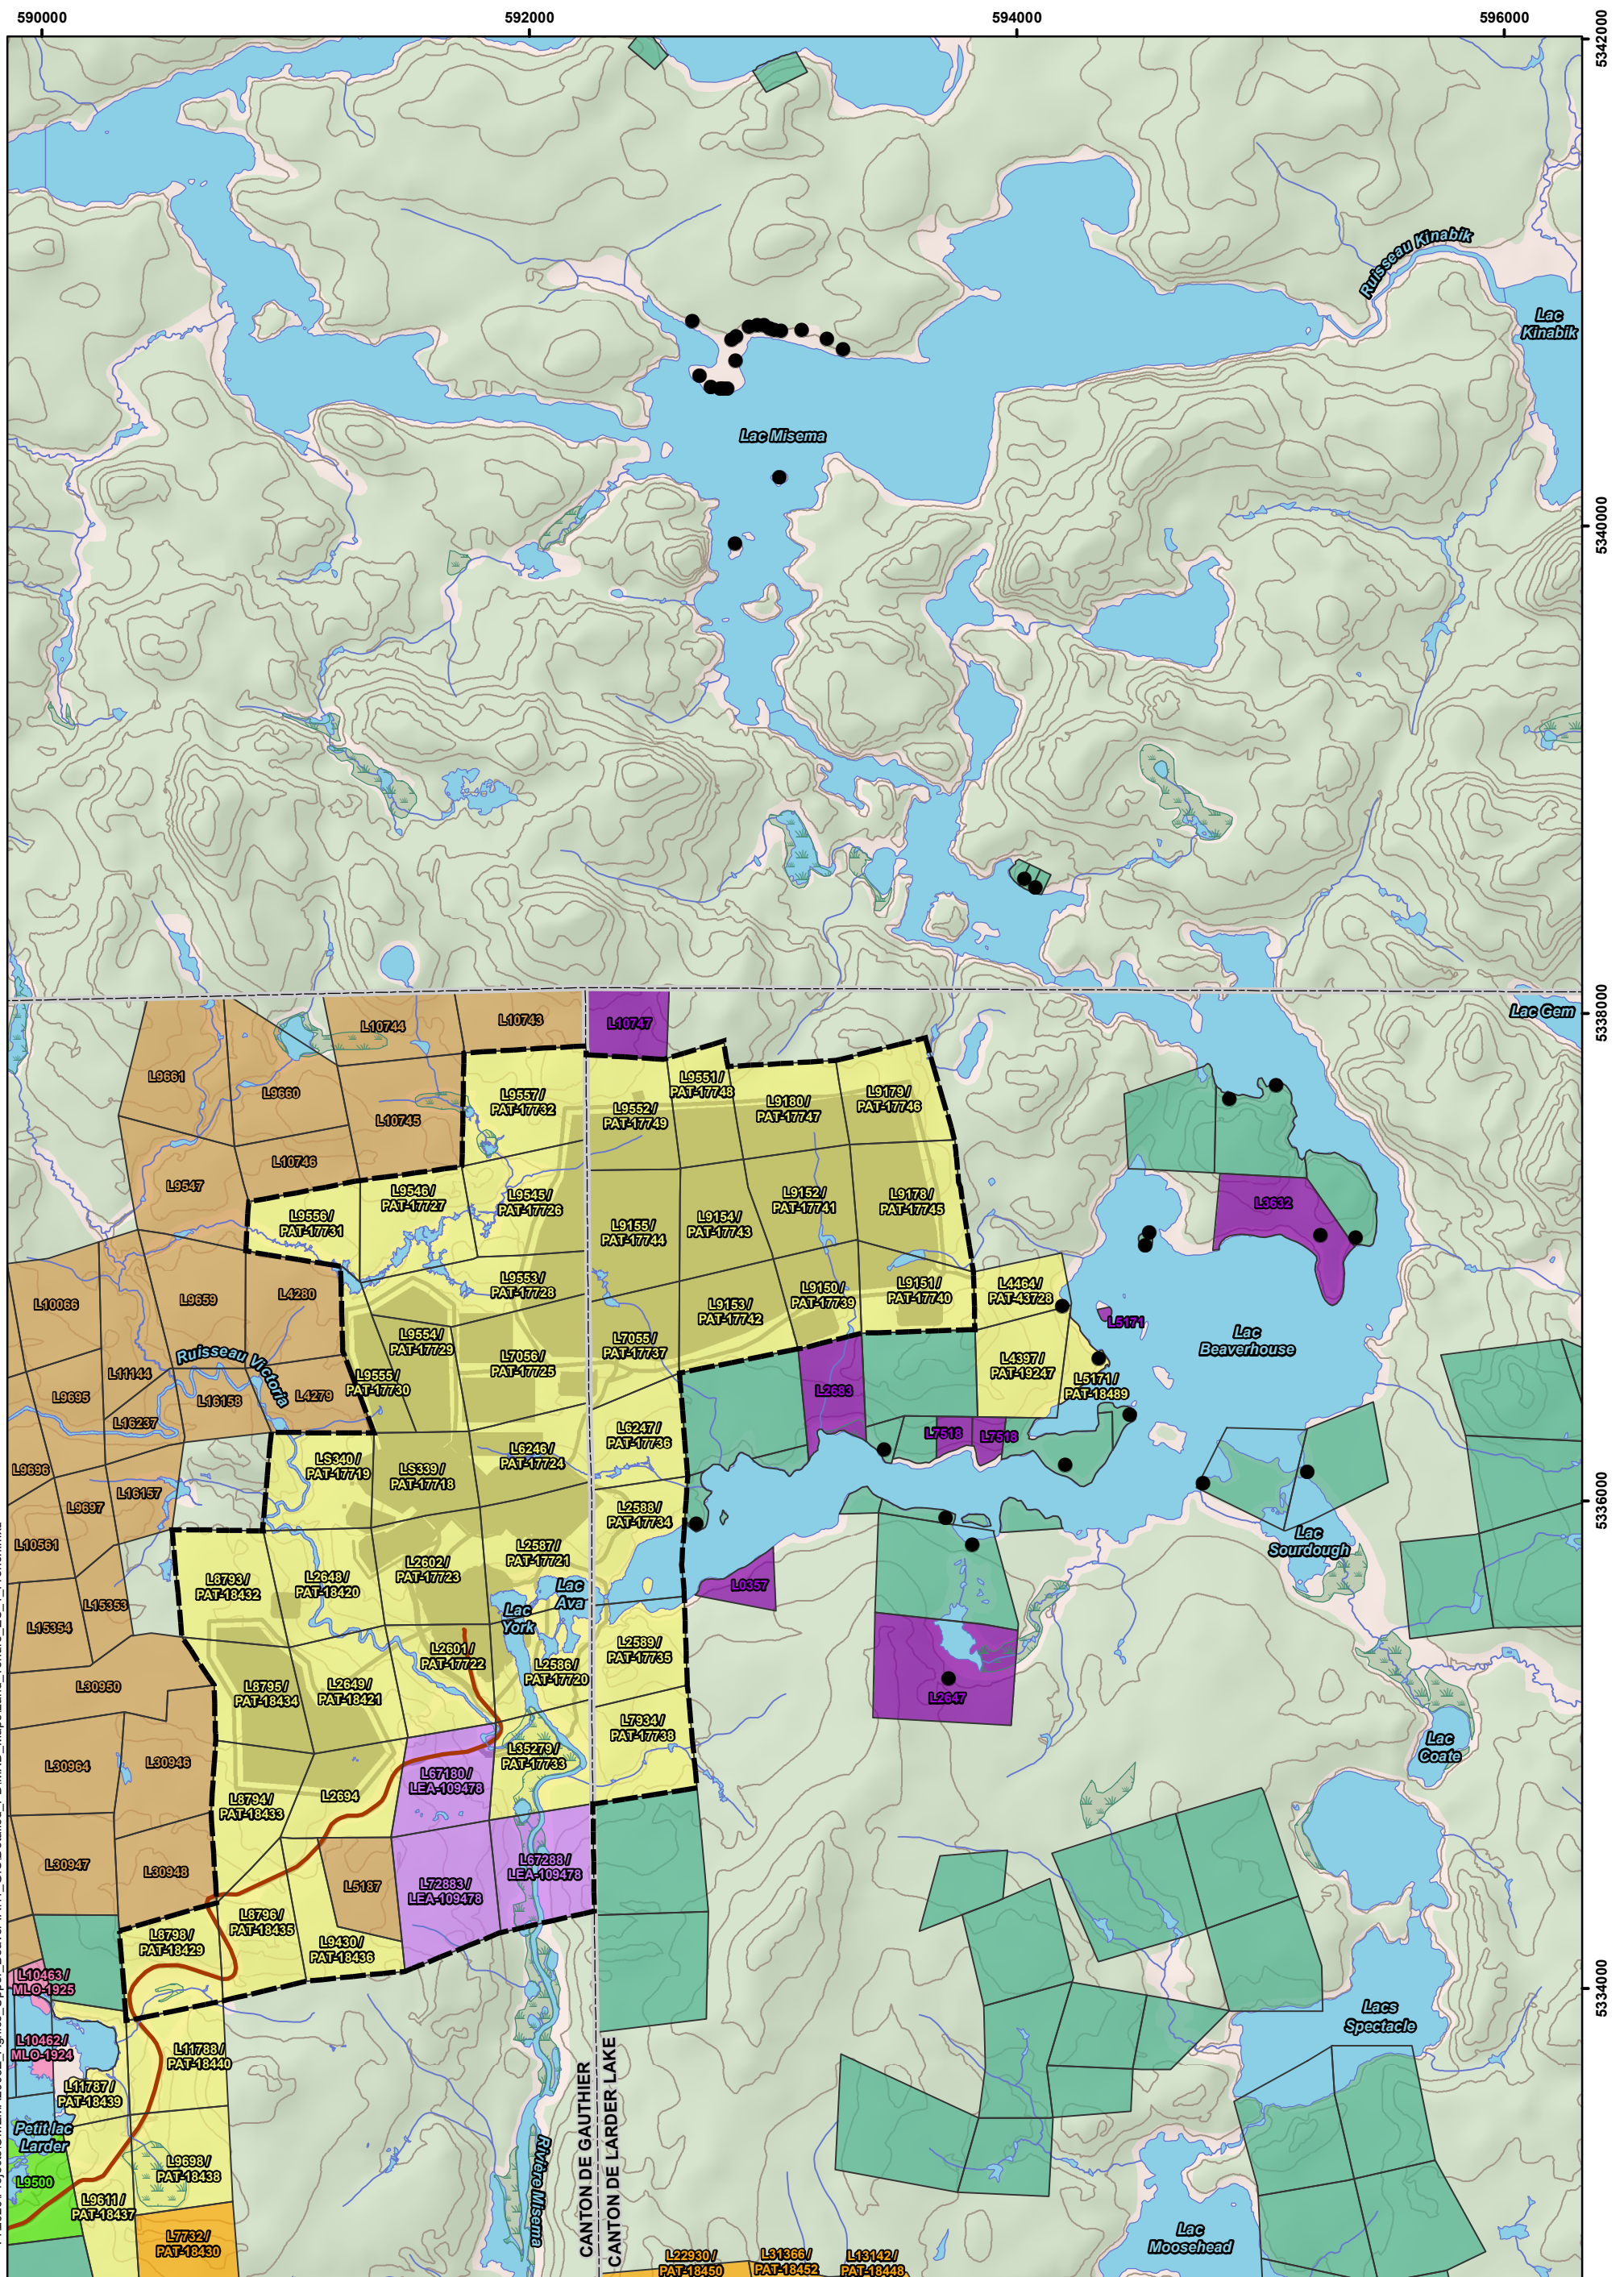 590000
592000
594000
596000
5342000
Ruisseau Kinabik
Lac
Kinabik
Lac Misema
5340000
5338000
Lac Gem
L10744
L10743
L10747
L9661
L9660
L10745
L10746
L9547
L9557 /
PAT-17732
L9552 /
PAT-17749
L9551 /
PAT-17748
L9180 /
PAT-17747
L9179 /
PAT-17746
L9556 /
PAT-17731
L9546 /
PAT-17727
L9545 /
PAT-17726
L9155 /
PAT-17744
L9154 /
PAT-17743
L9152 /
PAT-17741
L9178 /
PAT-17745
L3632
L10066
L9659
L4280
L9553 /
PAT-17728
L9153 /
PAT-17742
L9150 /
PAT-17739
L9151 /
PAT-17740
L4464 /
PAT-43728
L5171
Lac
Beaverhouse
Ruisseau Victoria
L11144
L9695
L16237
L16158
L4279
L9554 /
PAT-17729
L9555 /
PAT-17730
L7056 /
PAT-17725
L7055 /
PAT-17737
L2683
L4397 /
PAT-19247
L5171 /
PAT-18489
L7518
L7518
L9696
L9697
L16157
L10561
LS340 /
PAT-17719
LS339 /
PAT-17718
L6246 /
PAT-17724
L6247 /
PAT-17736
L2588 /
PAT-17734
5336000
Lac
Sourdough
L15354
L15353
L8793 /
PAT-18432
L2648 /
PAT-18420
L2602 /
PAT-17723
L2587 /
PAT-17721
Lac
Ava
Lac
York
L0357
L30950
L8795 /
PAT-18434
L2649 /
PAT-18421
L2601 /
PAT-17722
L2586 /
PAT-17720
L2589 /
PAT-17735
L2647
L30964
L30946
L8794 /
PAT-18433
L2694
L67180 /
LEA-109478
L35279 /
PAT-17733
L7934 /
PAT-17738
Lac
Coate
L30947
L30948
L5187
L72883 /
LEA-109478
L67288 /
LEA-109478
L8798 /
PAT-18429
L8796 /
PAT-18435
L9430 /
PAT-18436
L10463 /
MLO-1925
L10462 /
MLO-1924
L11788 /
PAT-18440
L11787 /
PAT-18439
Petit lac
Larder
L9500
L9698 /
PAT-18438
L9611 /
PAT-18437
L7732 /
PAT-18430
5334000
Lacs
Spectacle
CANTON DE GAUTHIER
CANTON DE LARDER LAKE
Rivière Misema
Lac
Moosehead
L22930 /
PAT-18450
L31366 /
PAT-18452
L13142 /
PAT-18448